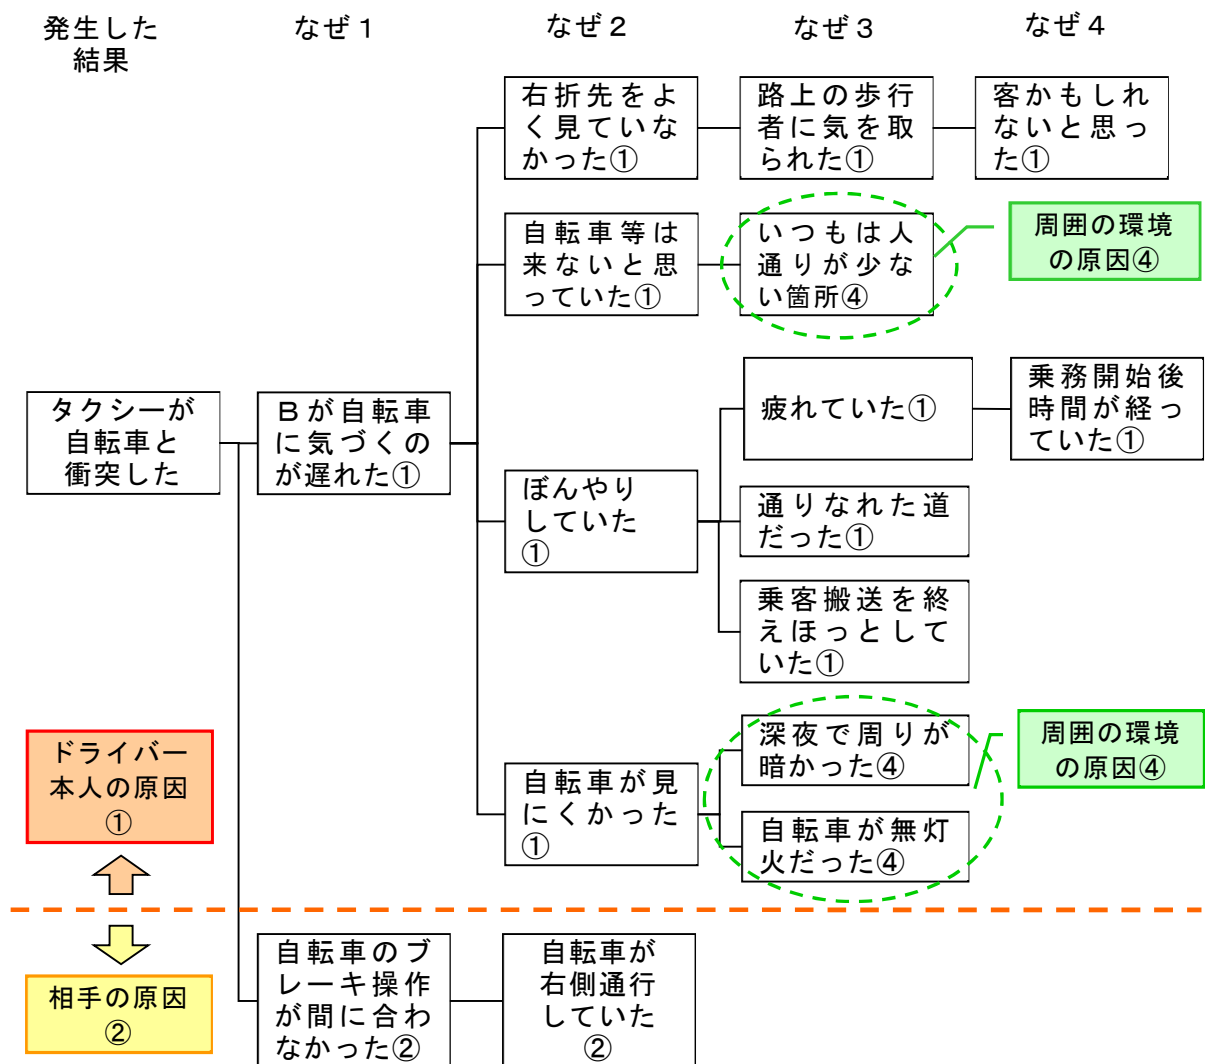 発生した
結果
なぜ１
なぜ２
なぜ３
なぜ４
右折先をよ
く見ていな
かった①
路上の歩行
者に気を取
られた①
客かもしれ
ないと思っ
た①
自転車等は
来ないと思
っていた①
いつもは人
通りが少な
い箇所④
周囲の環境
の原因④
タクシーが
自転車と
衝突した
Ｂが自転車
に気づくの
が遅れた①
ぼんやり
していた
①
疲れていた①
乗務開始後
時間が経っ
ていた①
通りなれた道
だった①
乗客搬送を終
えほっとして
いた①
自転車が見
にくかった
①
深夜で周りが
暗かった④
自転車が無灯
火だった④
周囲の環境
の原因④
ドライバー
本人の原因
①
相手の原因
②
自転車のブ
レーキ操作
が間に合わ
なかった②
自転車が
右側通行
していた
②